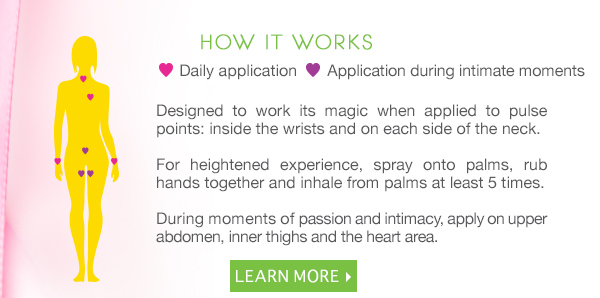 HOW IT WORKS
Daily application Application during intimate moments
Designed to work its magic when applied to pulse
points: inside the wrists and on each side of the neck.
For heightened experience, spray onto palms, rub
hands together and inhale from palms at least 5 times.
During moments of passion and intimacy, apply on upper
abdomen, inner thighs and the heart area.
LEARN MORE